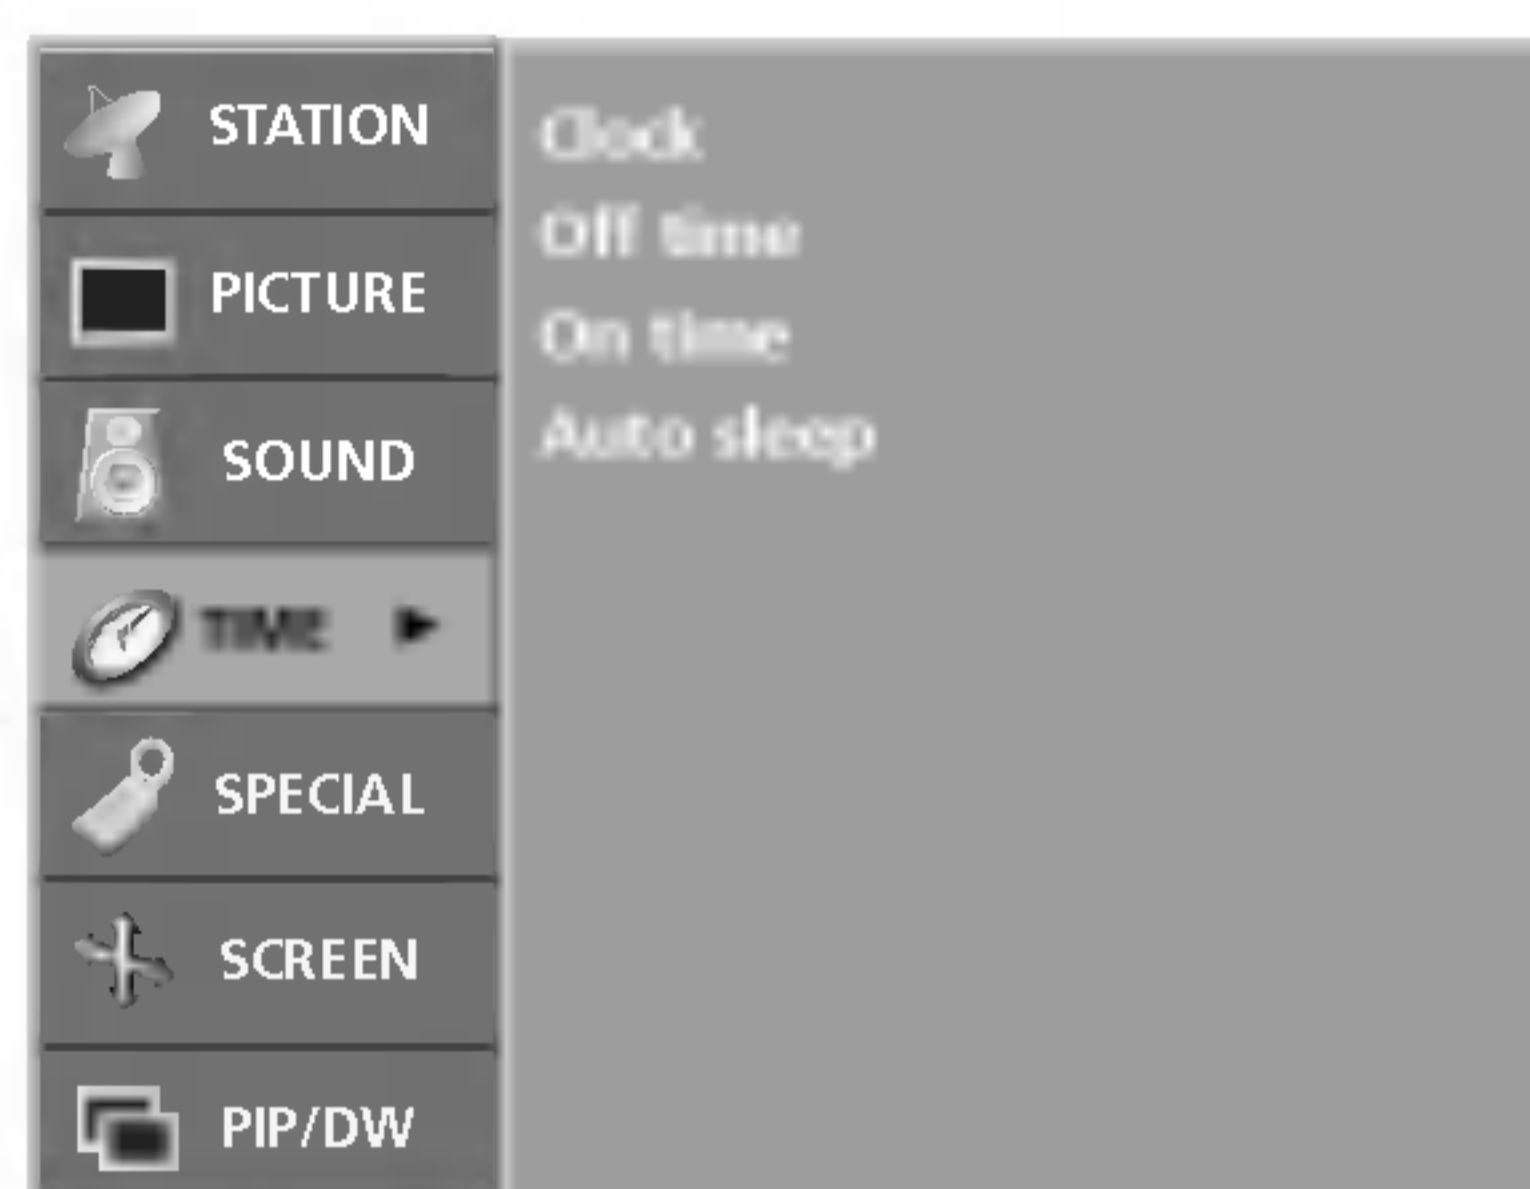 STATION
PICTURE
SOUND
TIME ►
SPECIAL
SCREEN
PIP/DW
Clock
Off time
On time
Auto sleep